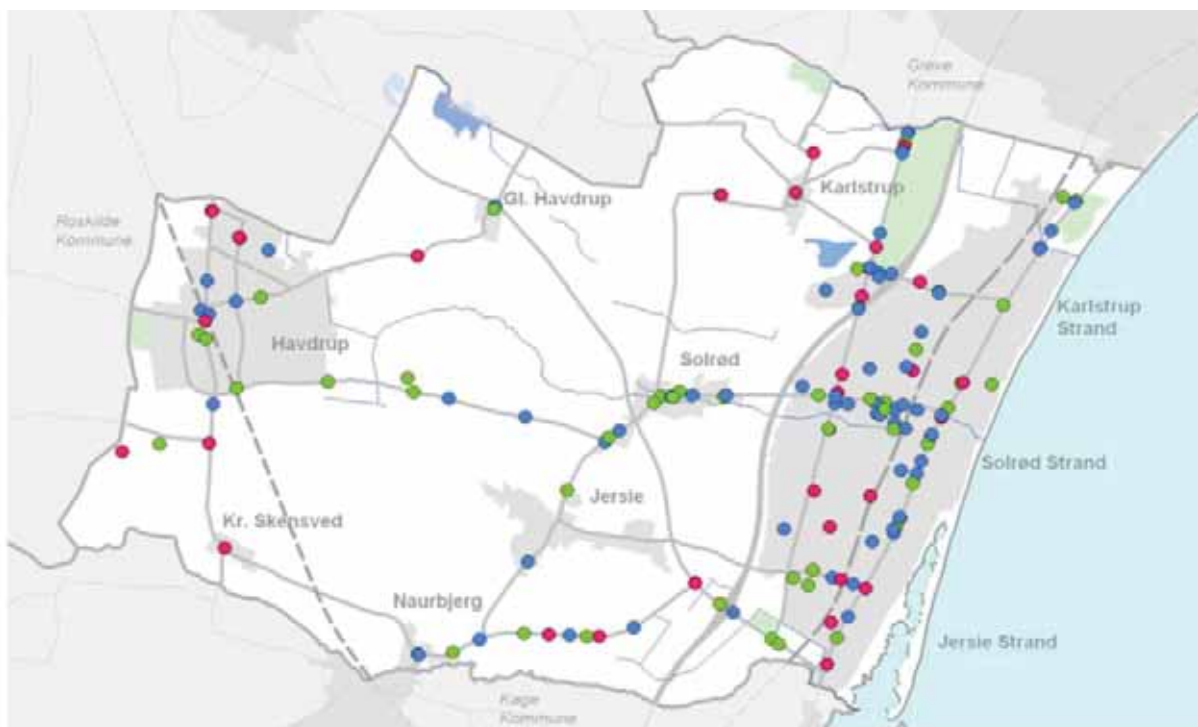 Greve
Kommune
Karlstrup
Gl. Havdrup
Roskilde
Kommune
Karlstrup
Strand
Havdrup
Solrød
Solrød Strand
Jersie
Kr. Skensved
Naurbjerg
Jersie Strand
Køge
Kommune